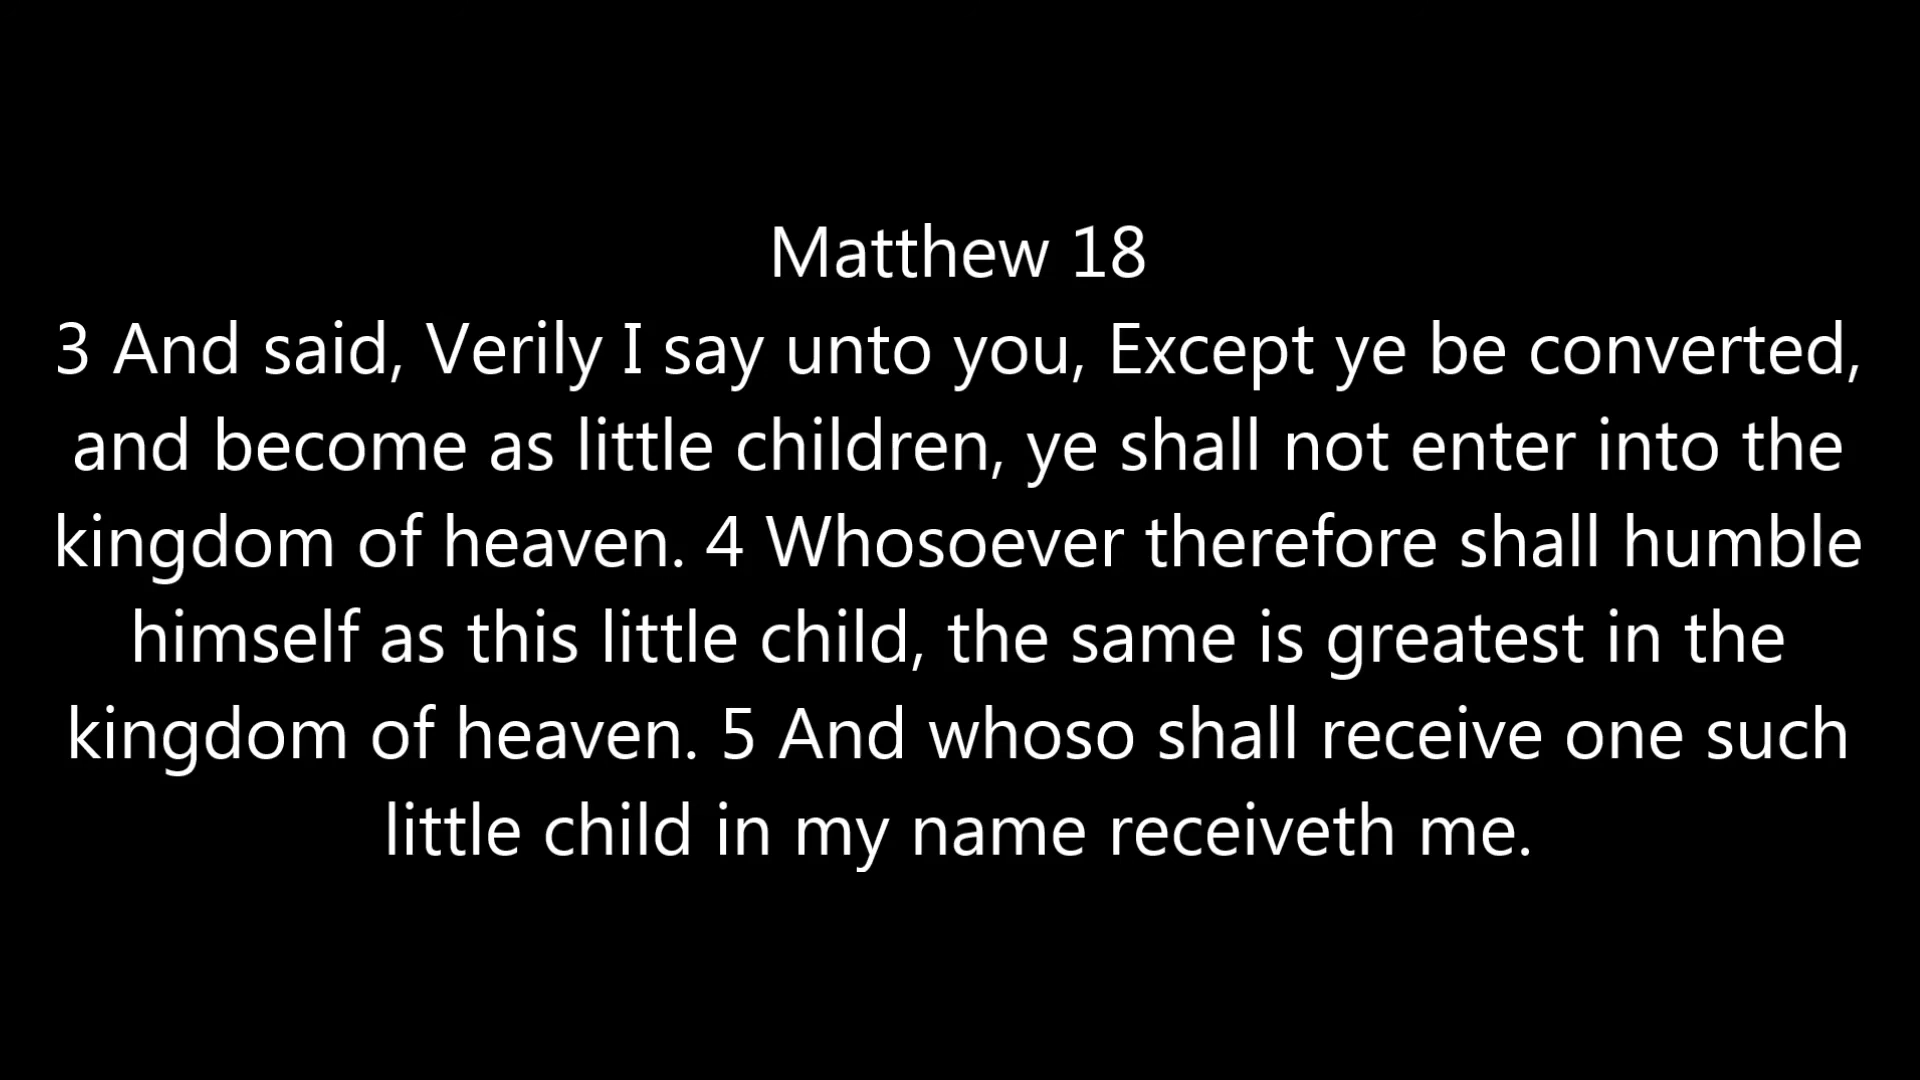 Matthew 18
3 And said, Verily I say unto you, Except ye be converted,
and become as little children, ye shall not enter into the
kingdom of heaven. 4 Whosoever therefore shall humble
himself as this little child, the same is greatest in the
kingdom of heaven. 5 And whoso shall receive one such
little child in my name receiveth me.